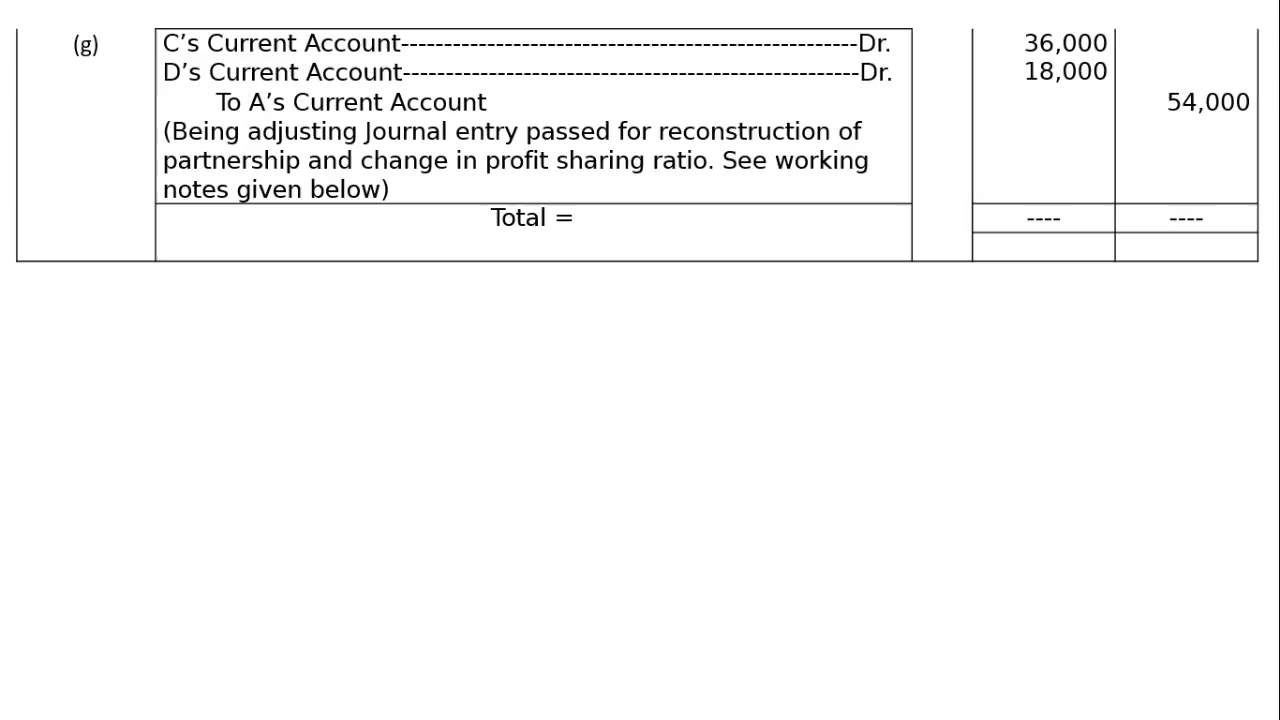 (g) C’s Current Account-----------------------------------------------------Dr. 36,000
D’s Current Account-----------------------------------------------------Dr. 18,000
To A’s Current Account 54,000
(Being adjusting Journal entry passed for reconstruction of
partnership and change in profit sharing ratio. See working
notes given below)
Total = ---- ----